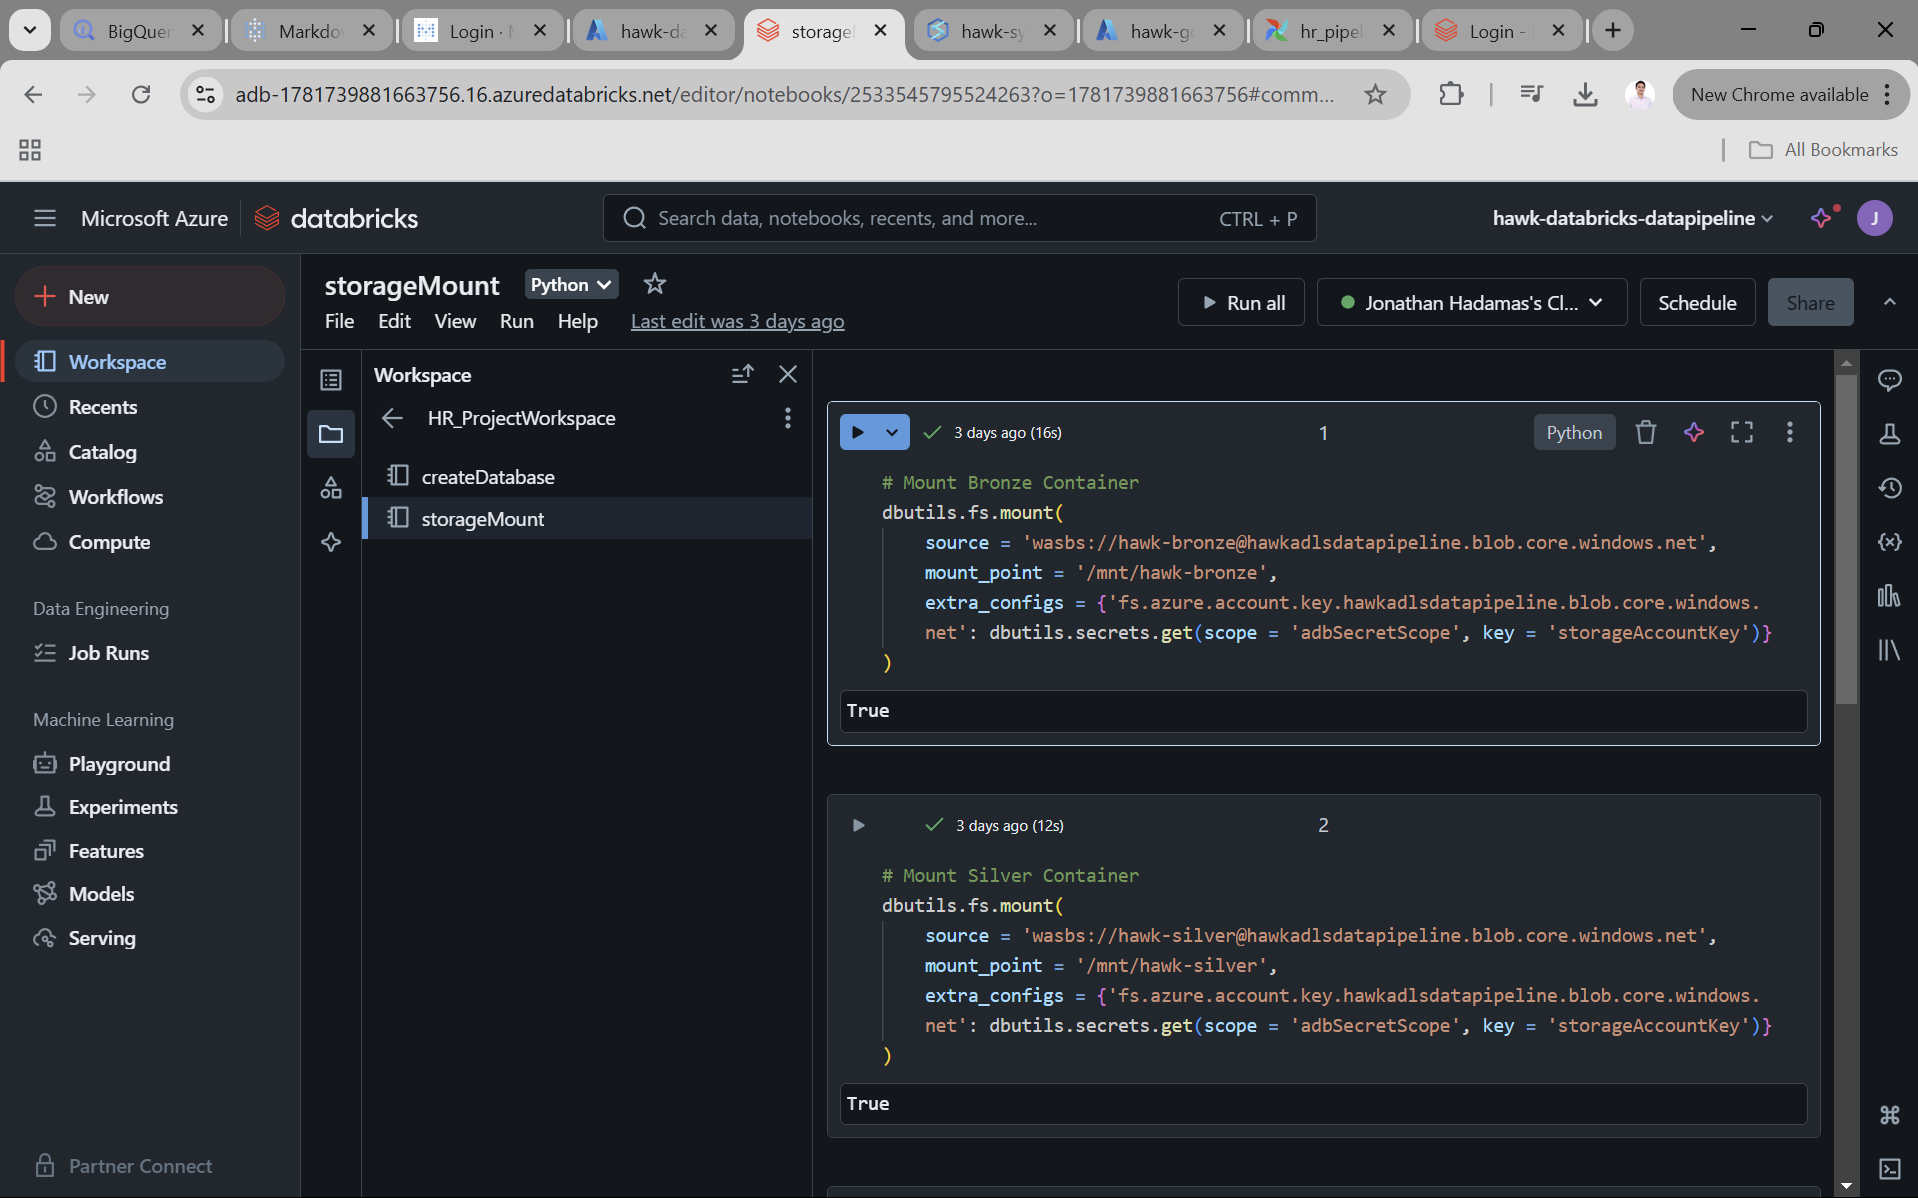 BigQuer
Markdo
Login ·
hawk-da
storageM
hawk-sy
hawk-go
hr_pipel
Login -
adb-1781739881663756.16.azuredatabricks.net/editor/notebooks/2533545795524263?o=1781739881663756#comm...
New Chrome available
All Bookmarks
Microsoft Azure
databricks
Search data, notebooks, recents, and more...
CTRL + P
hawk-databricks-datapipeline
J
New
Workspace
Recents
Catalog
Workflows
Compute
Data Engineering
Job Runs
Machine Learning
Playground
Experiments
Features
Models
Serving
Partner Connect
storageMount
Python
File Edit View Run Help Last edit was 3 days ago
Run all
Jonathan Hadamas's Cl...
Schedule
Share
Workspace
HR_ProjectWorkspace
createDatabase
storageMount
3 days ago (16s)
1
Python
# Mount Bronze Container
dbutils.fs.mount(
source = 'wasbs://hawk-bronze@hawkadlsdatapipeline.blob.core.windows.net',
mount_point = '/mnt/hawk-bronze',
extra_configs = {'fs.azure.account.key.hawkadlsdatapipeline.blob.core.windows.
net': dbutils.secrets.get(scope = 'adbSecretScope', key = 'storageAccountKey')}
)
True
3 days ago (12s)
2
# Mount Silver Container
dbutils.fs.mount(
source = 'wasbs://hawk-silver@hawkadlsdatapipeline.blob.core.windows.net',
mount_point = '/mnt/hawk-silver',
extra_configs = {'fs.azure.account.key.hawkadlsdatapipeline.blob.core.windows.
net': dbutils.secrets.get(scope = 'adbSecretScope', key = 'storageAccountKey')}
)
True